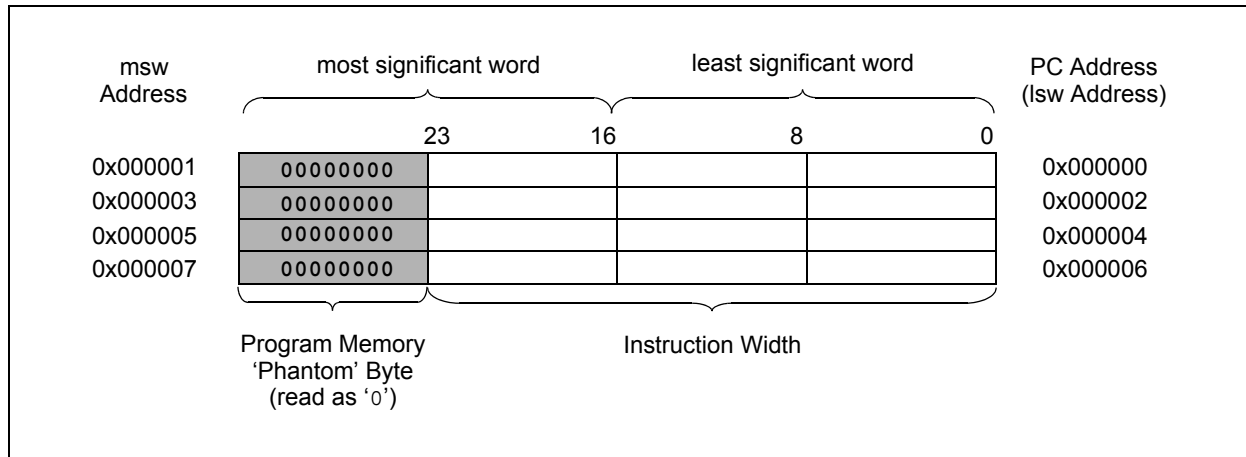 msw
Address
most significant word
least significant word
PC Address
(lsw Address)
23
16
8
0
0x000001
00000000
0x000000
0x000003
00000000
0x000002
0x000005
00000000
0x000004
0x000007
00000000
0x000006
Program Memory
‘Phantom’ Byte
(read as ‘0’)
Instruction Width